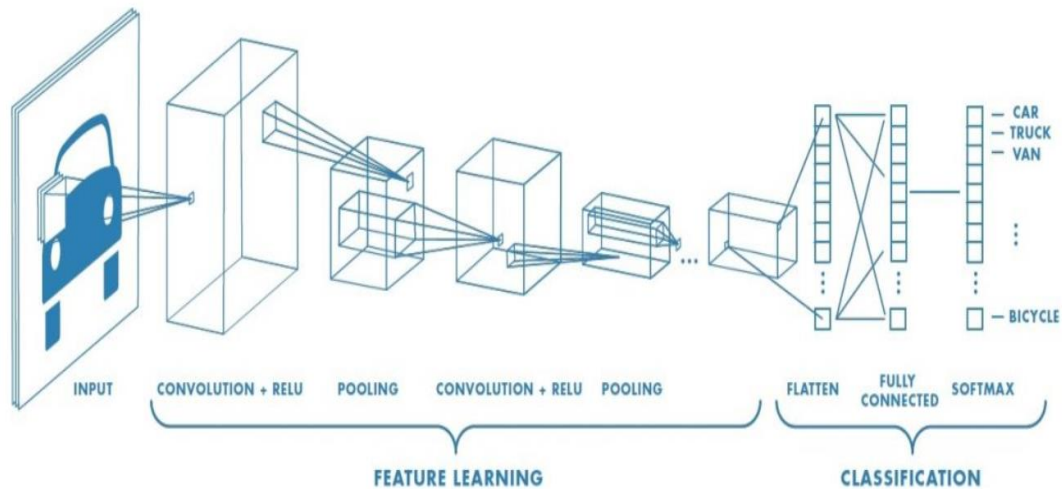 CAR
TRUCK
VAN
BICYCLE
INPUT
CONVOLUTION + RELU
POOLING
CONVOLUTION + RELU
POOLING
FLATTEN
FULLY
CONNECTED
SOFTMAX
FEATURE LEARNING
CLASSIFICATION